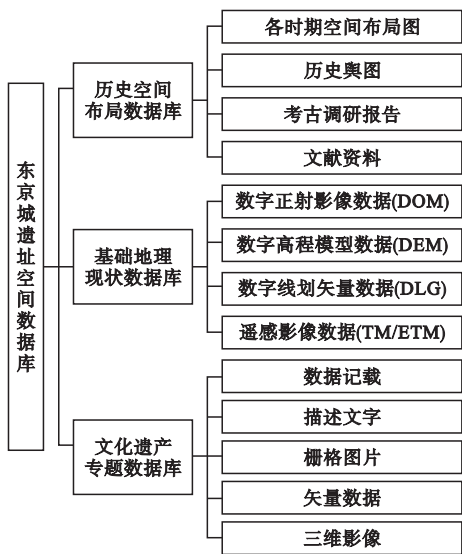 东京城遗址空间数据库
历史空间
布局数据库
各时期空间布局图
历史舆图
考古调研报告
文献资料
基础地理
现状数据库
数字正射影像数据(DOM)
数字高程模型数据(DEM)
数字线划矢量数据(DLG)
遥感影像数据(TM/ETM)
文化遗产
专题数据库
数据记载
描述文字
栅格图片
矢量数据
三维影像